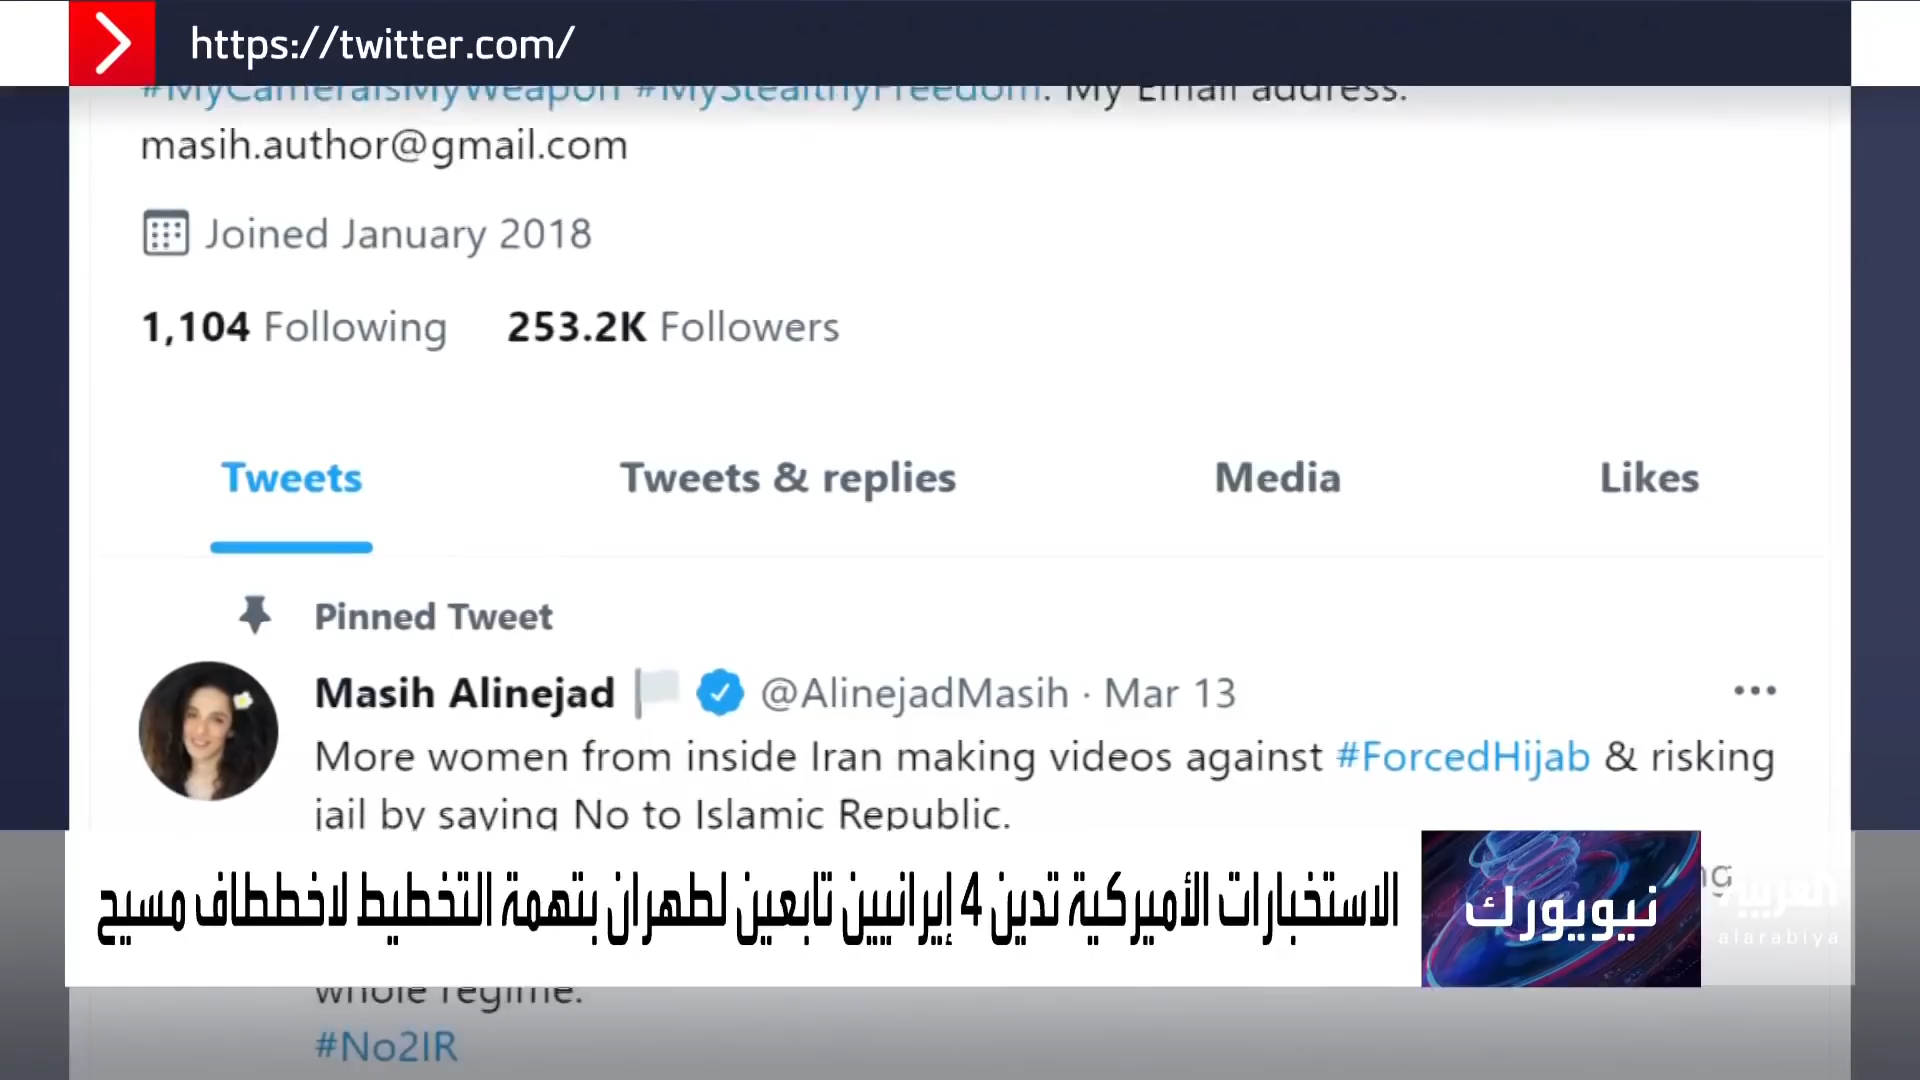 https://twitter.com/
#MyCameraIsMyWeapon #MyStealthyFreedom. My Email address:
masih.author@gmail.com
Joined January 2018
1,104 Following 253.2K Followers
Tweets Tweets & replies Media Likes
Pinned Tweet
Masih Alinejad @AlinejadMasih · Mar 13
More women from inside Iran making videos against #ForcedHijab & risking
jail by saying No to Islamic Republic.
نيويورك
الاستخبارات الأميركية تدين 4 إيرانيين تابعين لطهران بتهمة التخطيط لاخططاف مسيح
العربية
alarabiya
whole regime.
#No2IR